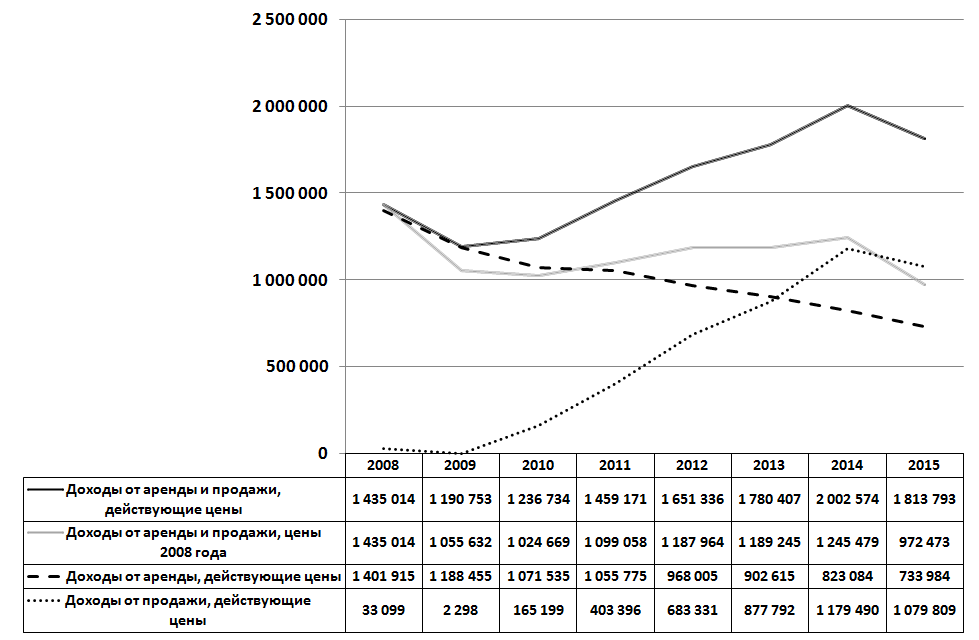 2 500 000
2 000 000
1 500 000
1 000 000
500 000
0
2008 2009 2010 2011 2012 2013 2014 2015
Доходы от аренды и продажи,
действующие цены
1 435 014 1 190 753 1 236 734 1 459 171 1 651 336 1 780 407 2 002 574 1 813 793
Доходы от аренды и продажи, цены
2008 года
1 435 014 1 055 632 1 024 669 1 099 058 1 187 964 1 189 245 1 245 479 972 473
Доходы от аренды, действующие цены 1 401 915 1 188 455 1 071 535 1 055 775 968 005 902 615 823 084 733 984
Доходы от продажи, действующие
цены
33 099 2 298 165 199 403 396 683 331 877 792 1 179 490 1 079 809